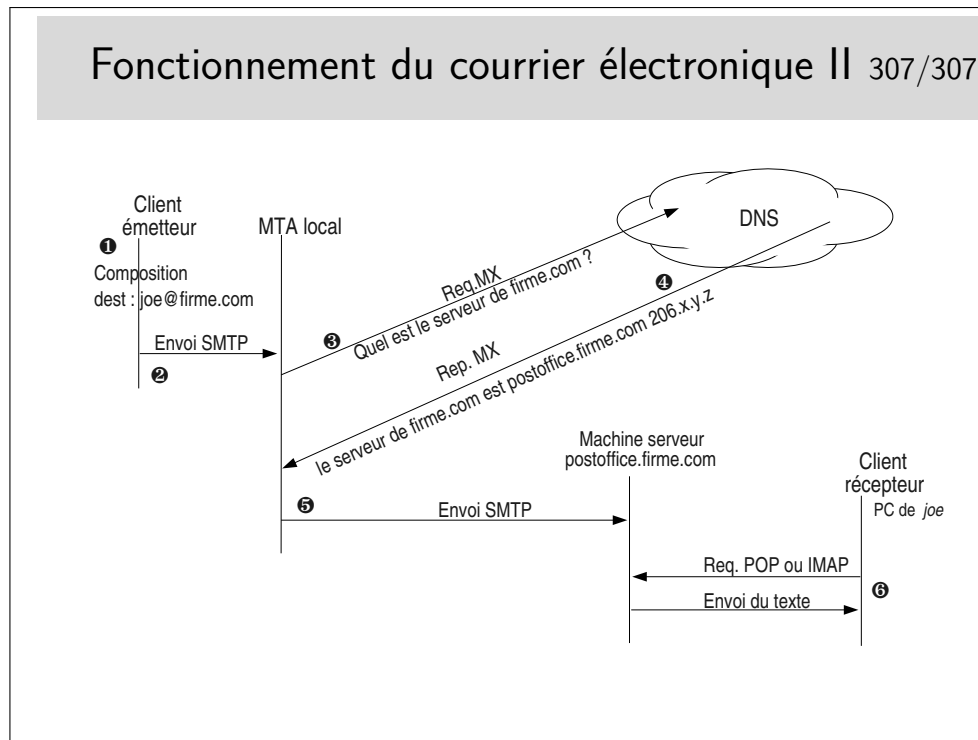 Fonctionnement du courrier électronique II 307/307
Client
émetteur
MTA local
DNS
❶
Composition
dest : joe@firme.com
Envoi SMTP
❷
❸
Req.MX
Quel est le serveur de firme.com ?
❹
Rep. MX
le serveur de firme.com est postoffice.firme.com 206.x.y.z
Machine serveur
postoffice.firme.com
Client
récepteur
PC de joe
❺
Envoi SMTP
Req. POP ou IMAP
❻
Envoi du texte